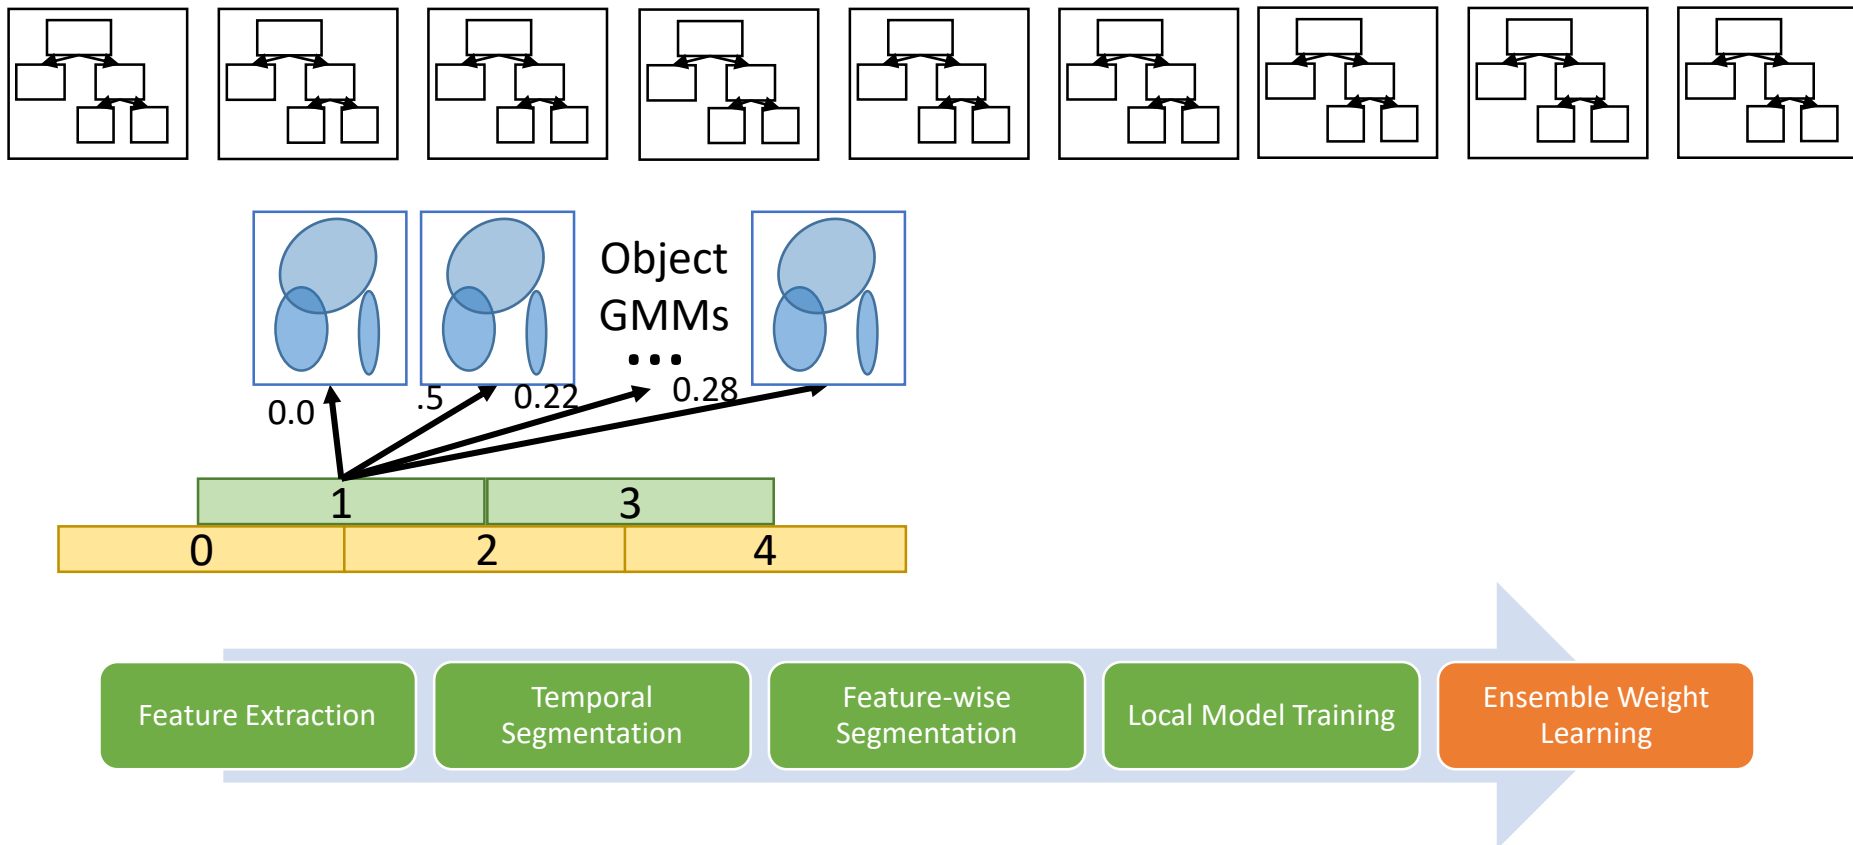 Object
GMMs
...
0.0
.5
0.22
0.28
1
3
0
2
4
Feature Extraction
Temporal
Segmentation
Feature-wise
Segmentation
Local Model Training
Ensemble Weight
Learning